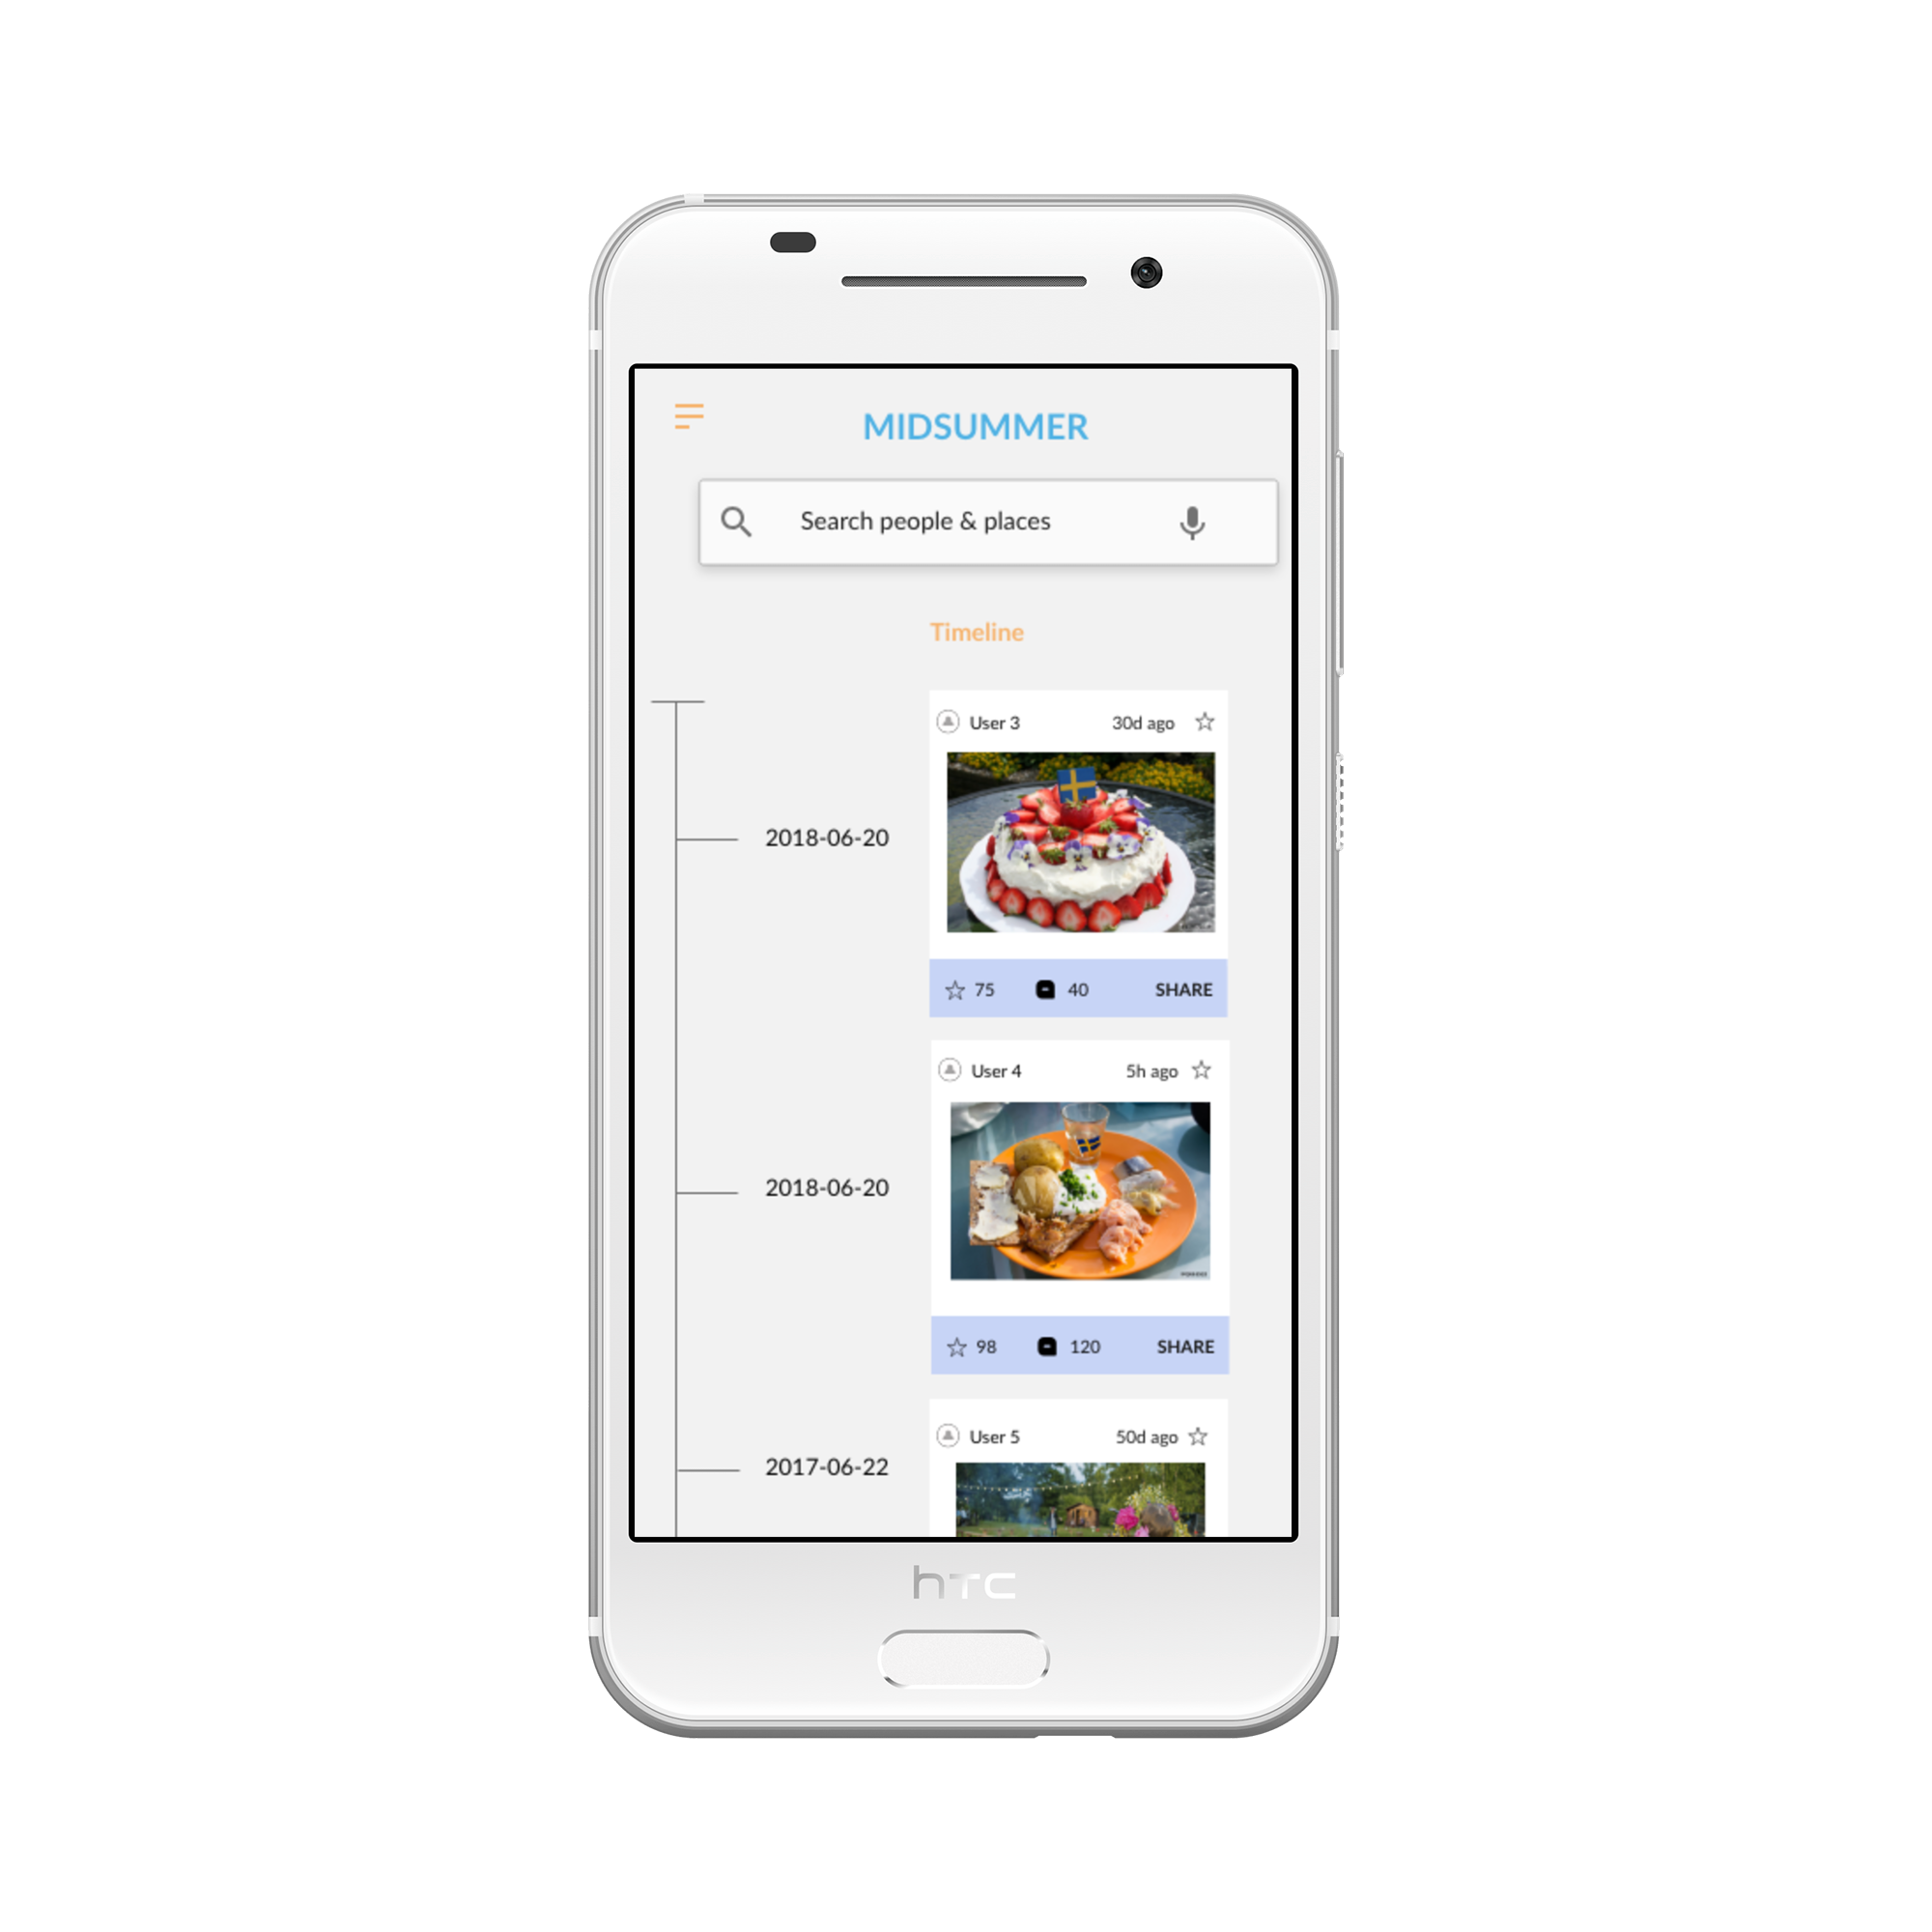 MIDSUMMER
Search people & places
Timeline
User 3 30d ago
2018-06-20
75 40 SHARE
User 4 5h ago
2018-06-20
98 120 SHARE
User 5 50d ago
2017-06-22
htc